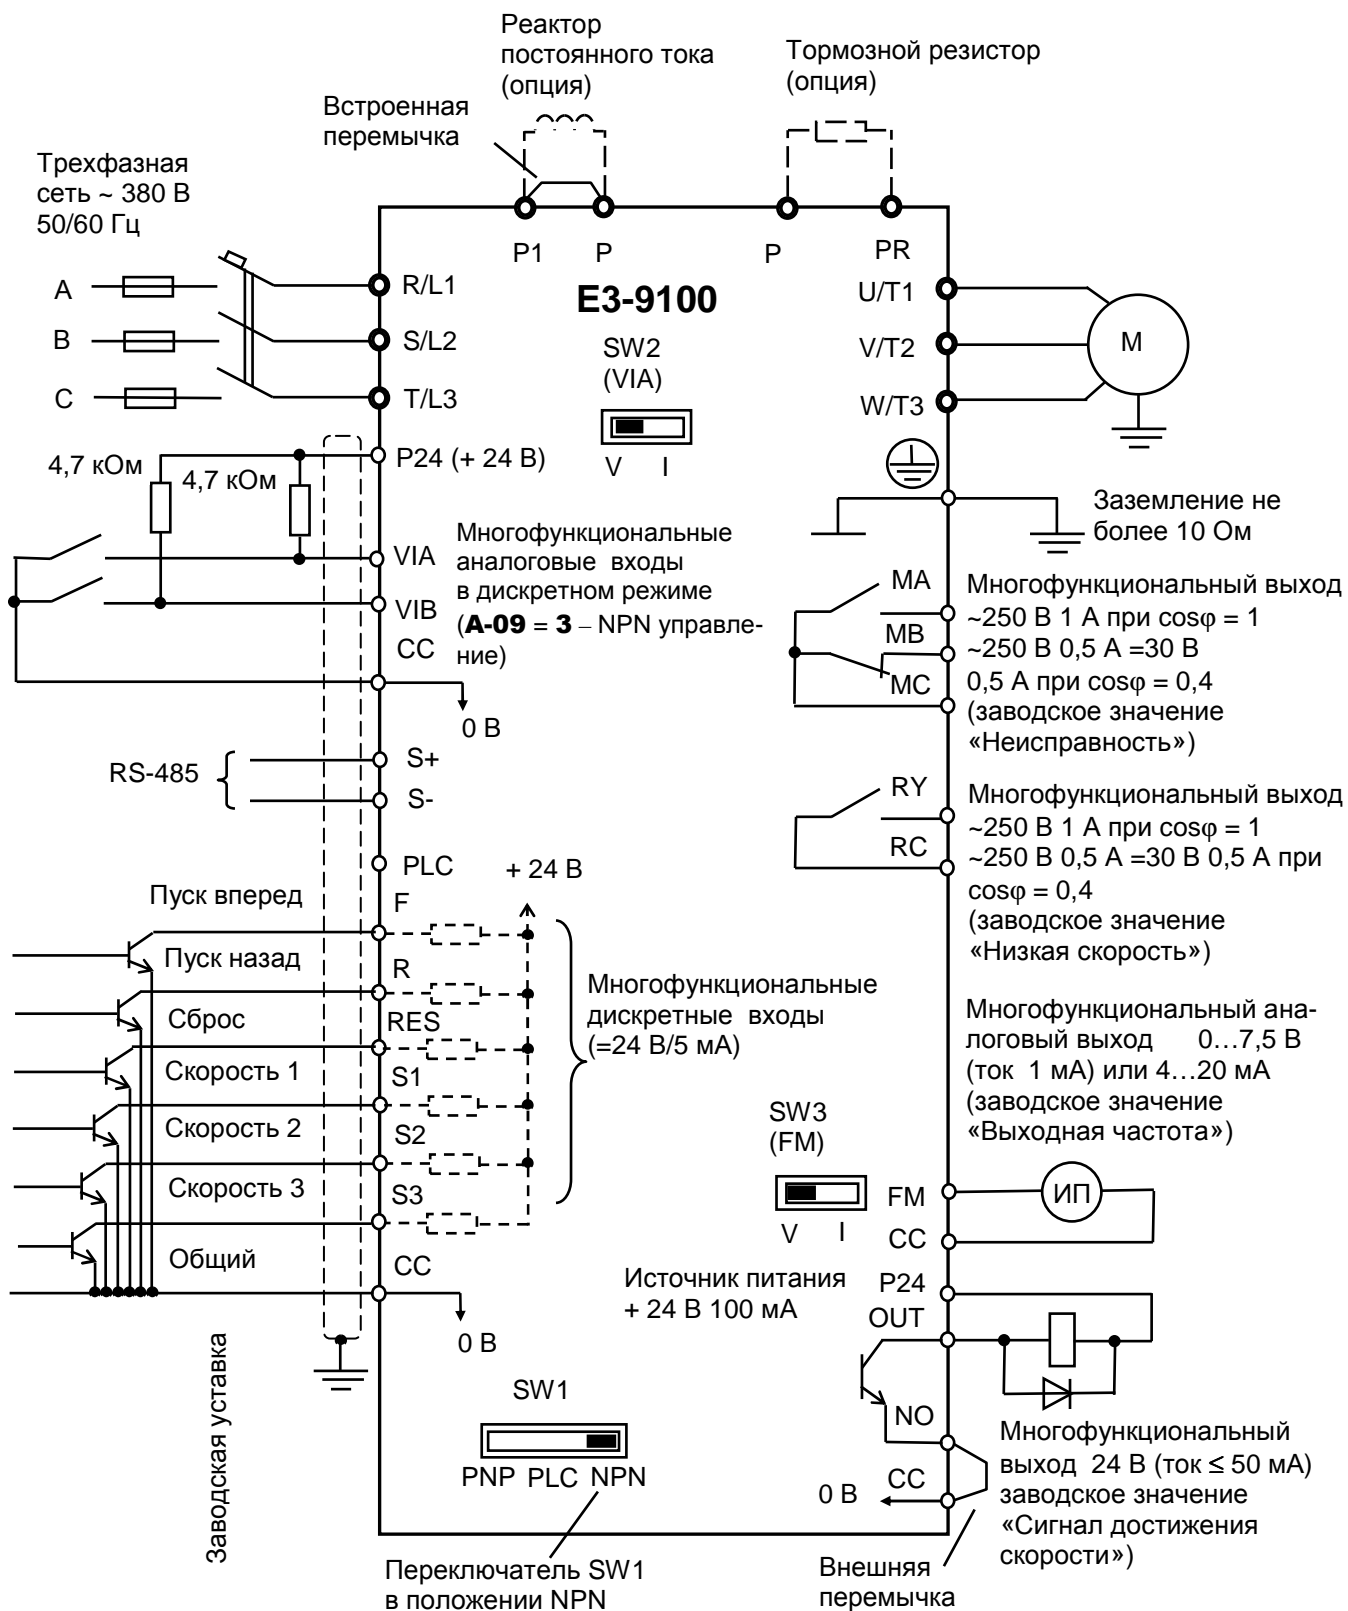 Реактор
постоянного тока
(опция)
Тормозной резистор
(опция)
Встроенная
перемычка
Трехфазная
сеть ~ 380 В
50/60 Гц
P1
P
P
PR
E3-9100
A
B
C
R/L1
S/L2
T/L3
U/T1
V/T2
W/T3
M
SW2
(VIA)
V I
P24 (+ 24 В)
4,7 кОм
4,7 кОм
VIA
VIB
CC
0 В
Многофункциональные
аналоговые входы
в дискретном режиме
(A-09 = 3 – NPN управле-
ние)
Заземление не
более 10 Ом
MA
MB
MC
Многофункциональный выход
~250 В 1 А при cosφ = 1
~250 В 0,5 А =30 В
0,5 А при cosφ = 0,4
(заводское значение
«Неисправность»)
RS-485
S+
S-
RY
RC
Многофункциональный выход
~250 В 1 А при cosφ = 1
~250 В 0,5 А =30 В 0,5 А при
cosφ = 0,4
(заводское значение
«Низкая скорость»)
PLC
+ 24 В
Пуск вперед
F
Пуск назад
R
Сброс
RES
Скорость 1
S1
Скорость 2
S2
Скорость 3
S3
Общий
CC
0 В
Многофункциональные
дискретные входы
(=24 В/5 мА)
Многофункциональный ана-
логовый выход 0…7,5 В
(ток 1 мА) или 4…20 мА
(заводское значение
«Выходная частота»)
SW3
(FM)
V I
FM
CC
ИП
Источник питания
+ 24 В 100 мА
P24
OUT
NO
CC
0 В
Многофункциональный
выход 24 В (ток ≤ 50 мА)
заводское значение
«Сигнал достижения
скорости»)
Заводская уставка
SW1
PNP PLC NPN
Переключатель SW1
в положении NPN
Внешняя
перемычка